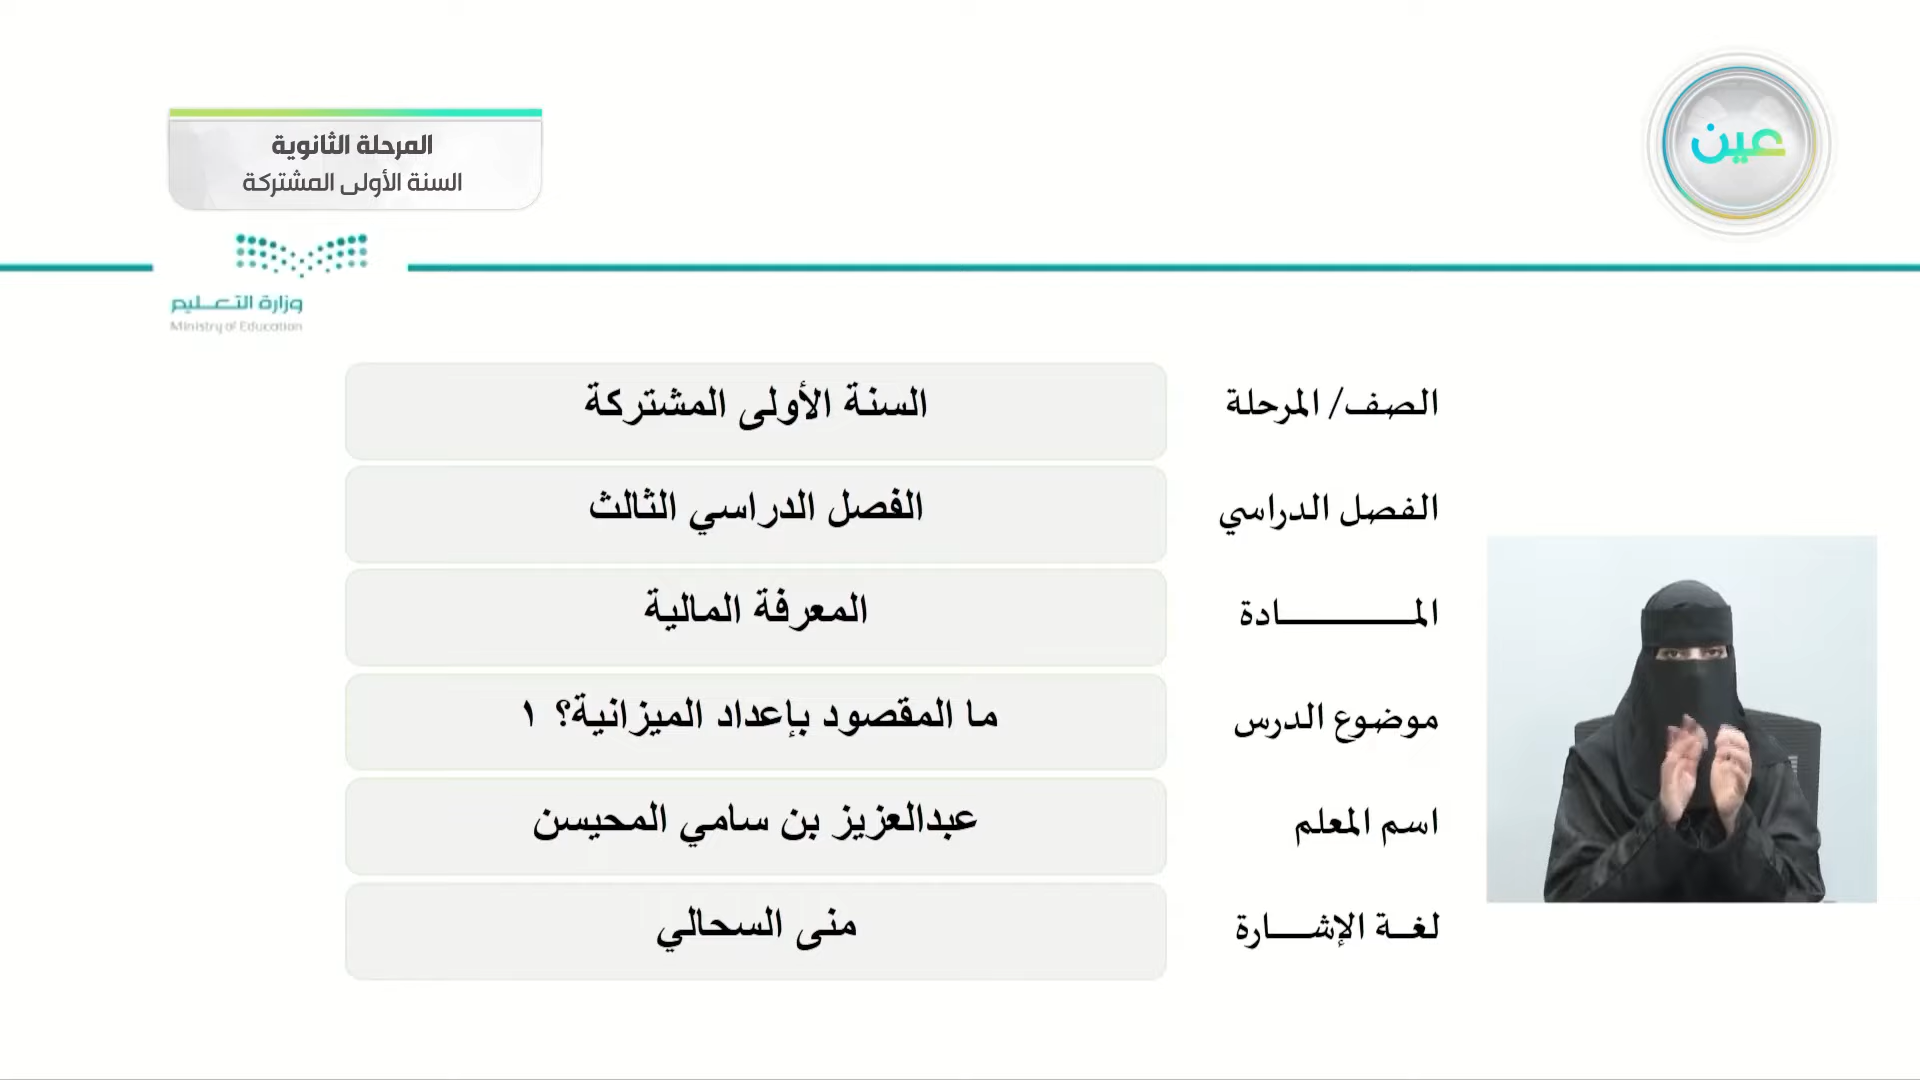 عين
المرحلة الثانوية
السنة الأولى المشتركة
وزارة التعليم
Ministry of Education
الصف/ المرحلة السنة الأولى المشتركة
الفصل الدراسي الفصل الدراسي الثالث
المــــــــــــادة المعرفة المالية
موضوع الدرس ما المقصود بإعداد الميزانية؟ ١
اسم المعلم عبدالعزيز بن سامي المحيسن
لغـة الإشــــارة منى السحالي